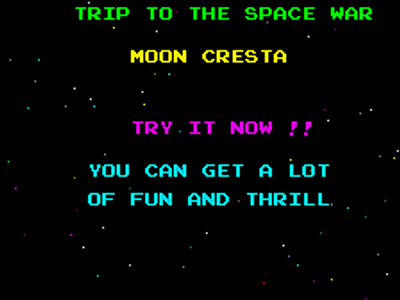 TRIP TO THE SPACE WAR
MOON CRESTA
TRY IT NOW !!
YOU CAN GET A LOT
OF FUN AND THRILL.